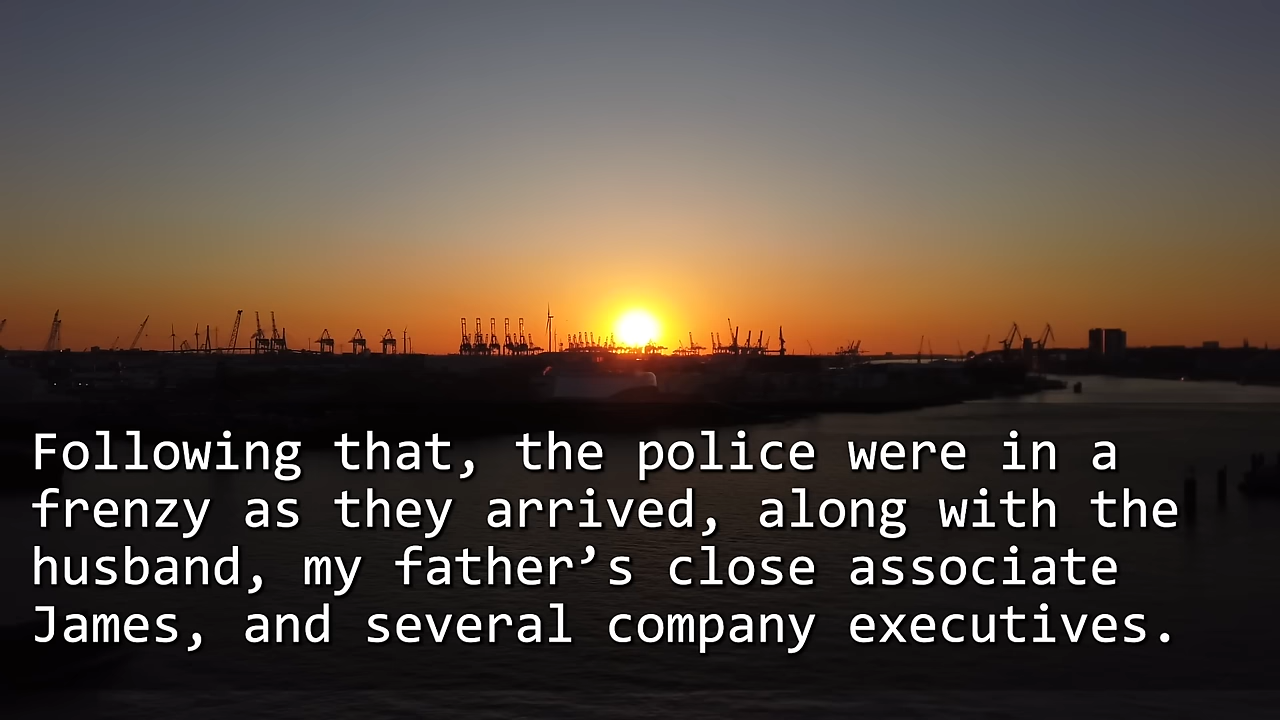 Following that, the police were in a
frenzy as they arrived, along with the
husband, my father’s close associate
James, and several company executives.